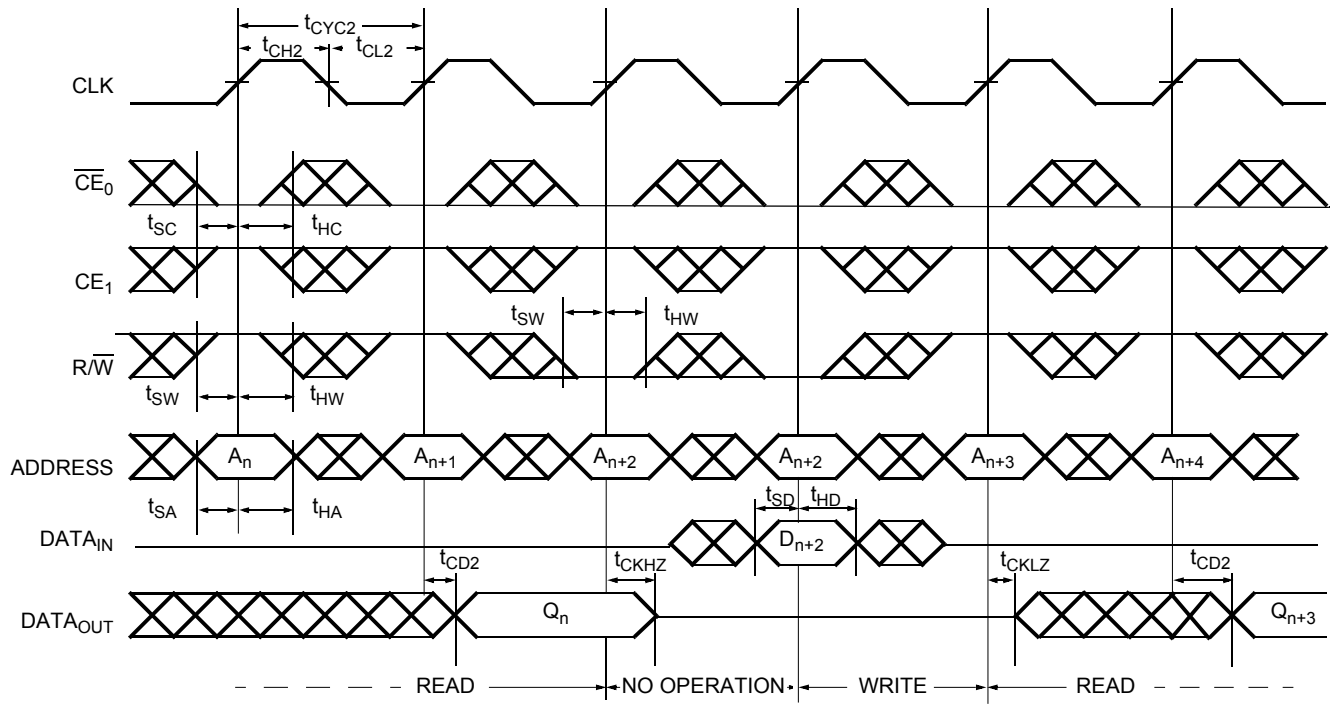 tCYC2
tCH2 tCL2
CLK
CE0
tSC tHC
CE1
tSW tHW
R/W
tSW tHW
ADDRESS An An+1 An+2 An+2 An+3 An+4
tSA tHA tSD tHD
DATAIN Dn+2
tCD2 tCKHZ tCKLZ tCD2
DATAOUT Qn Qn+3
READ NO OPERATION WRITE READ